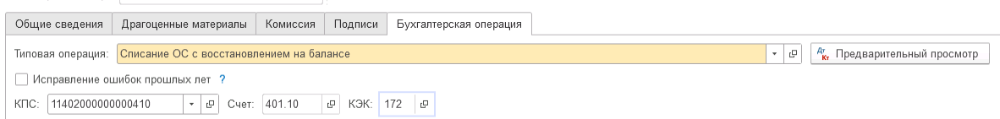 Общие сведения Драгоценные материалы Комиссия Подписи Бухгалтерская операция
Типовая операция: Списание ОС с восстановлением на балансе Дт Кт Предварительный просмотр
Исправление ошибок прошлых лет ?
КПС: 11402000000000410 Счет: 401.10 КЭК: 172